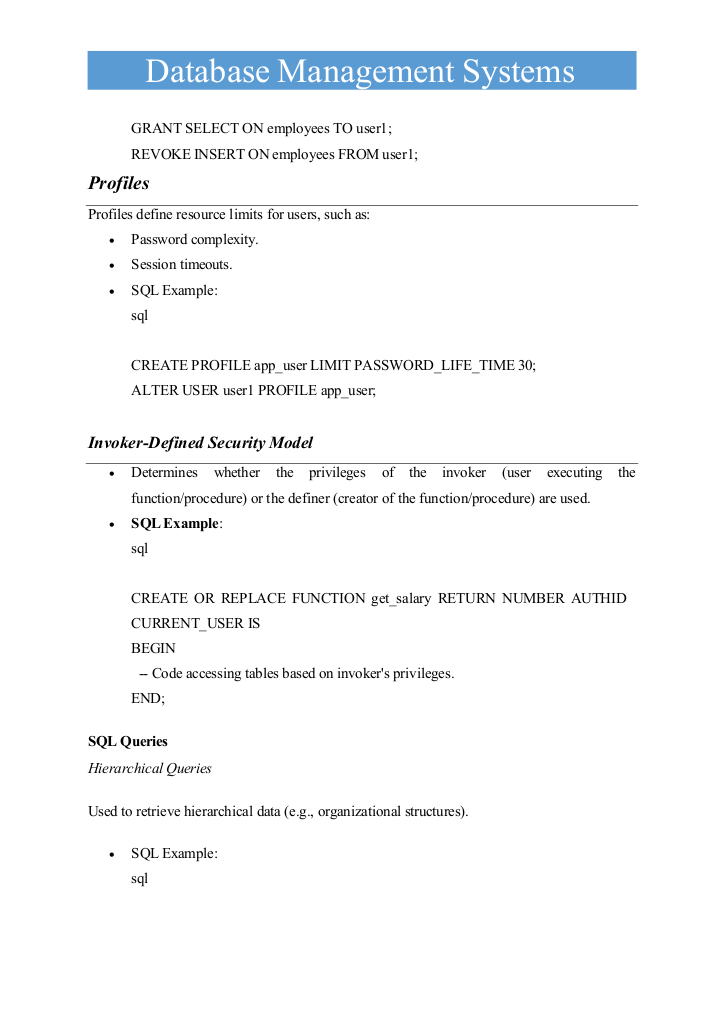 Database Management Systems
GRANT SELECT ON employees TO user1;
REVOKE INSERT ON employees FROM user1;
Profiles
Profiles define resource limits for users, such as:
• Password complexity.
• Session timeouts.
• SQL Example:
sql
CREATE PROFILE app_user LIMIT PASSWORD_LIFE_TIME 30;
ALTER USER user1 PROFILE app_user;
Invoker-Defined Security Model
• Determines whether the privileges of the invoker (user executing the
function/procedure) or the definer (creator of the function/procedure) are used.
• SQL Example:
sql
CREATE OR REPLACE FUNCTION get_salary RETURN NUMBER AUTHID
CURRENT_USER IS
BEGIN
-- Code accessing tables based on invoker's privileges.
END;
SQL Queries
Hierarchical Queries
Used to retrieve hierarchical data (e.g., organizational structures).
• SQL Example:
sql